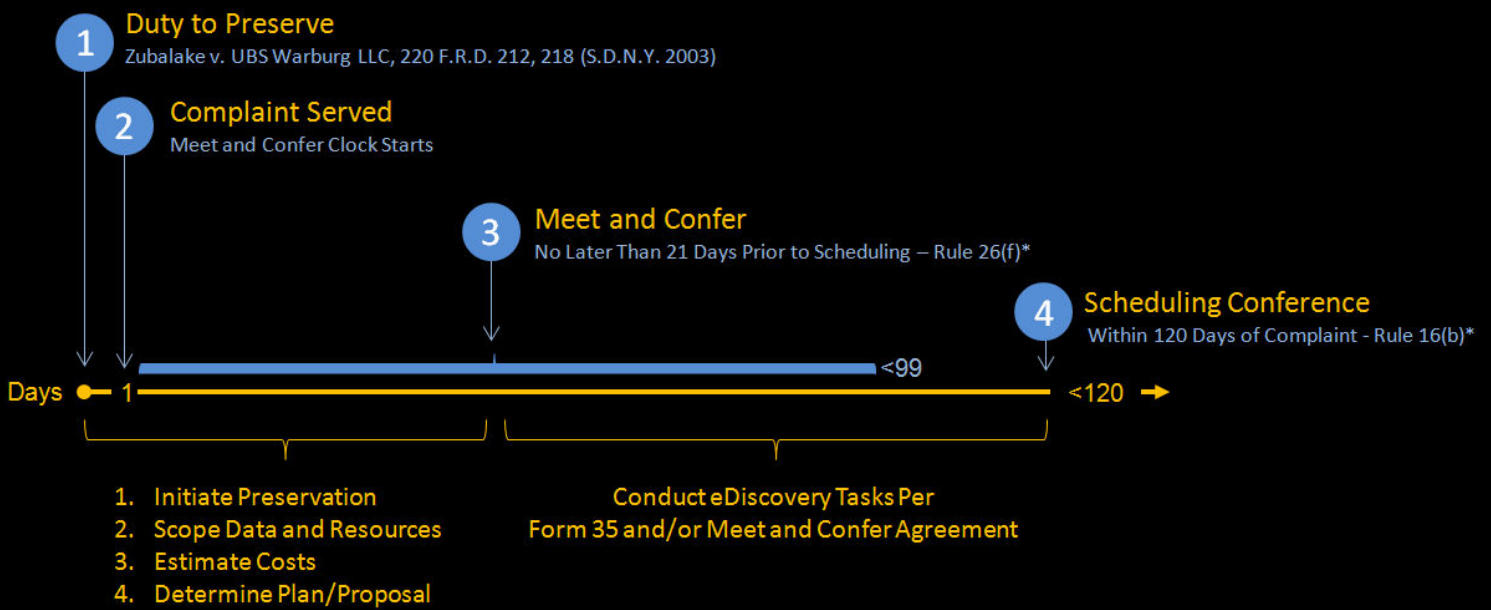 1
Duty to Preserve
Zubalake v. UBS Warburg LLC, 220 F.R.D. 212, 218 (S.D.N.Y. 2003)
2
Complaint Served
Meet and Confer Clock Starts
3
Meet and Confer
No Later Than 21 Days Prior to Scheduling – Rule 26(f)*
4
Scheduling Conference
Within 120 Days of Complaint - Rule 16(b)*
<99
Days 1 <120
1. Initiate Preservation
2. Scope Data and Resources
3. Estimate Costs
4. Determine Plan/Proposal
Conduct eDiscovery Tasks Per
Form 35 and/or Meet and Confer Agreement